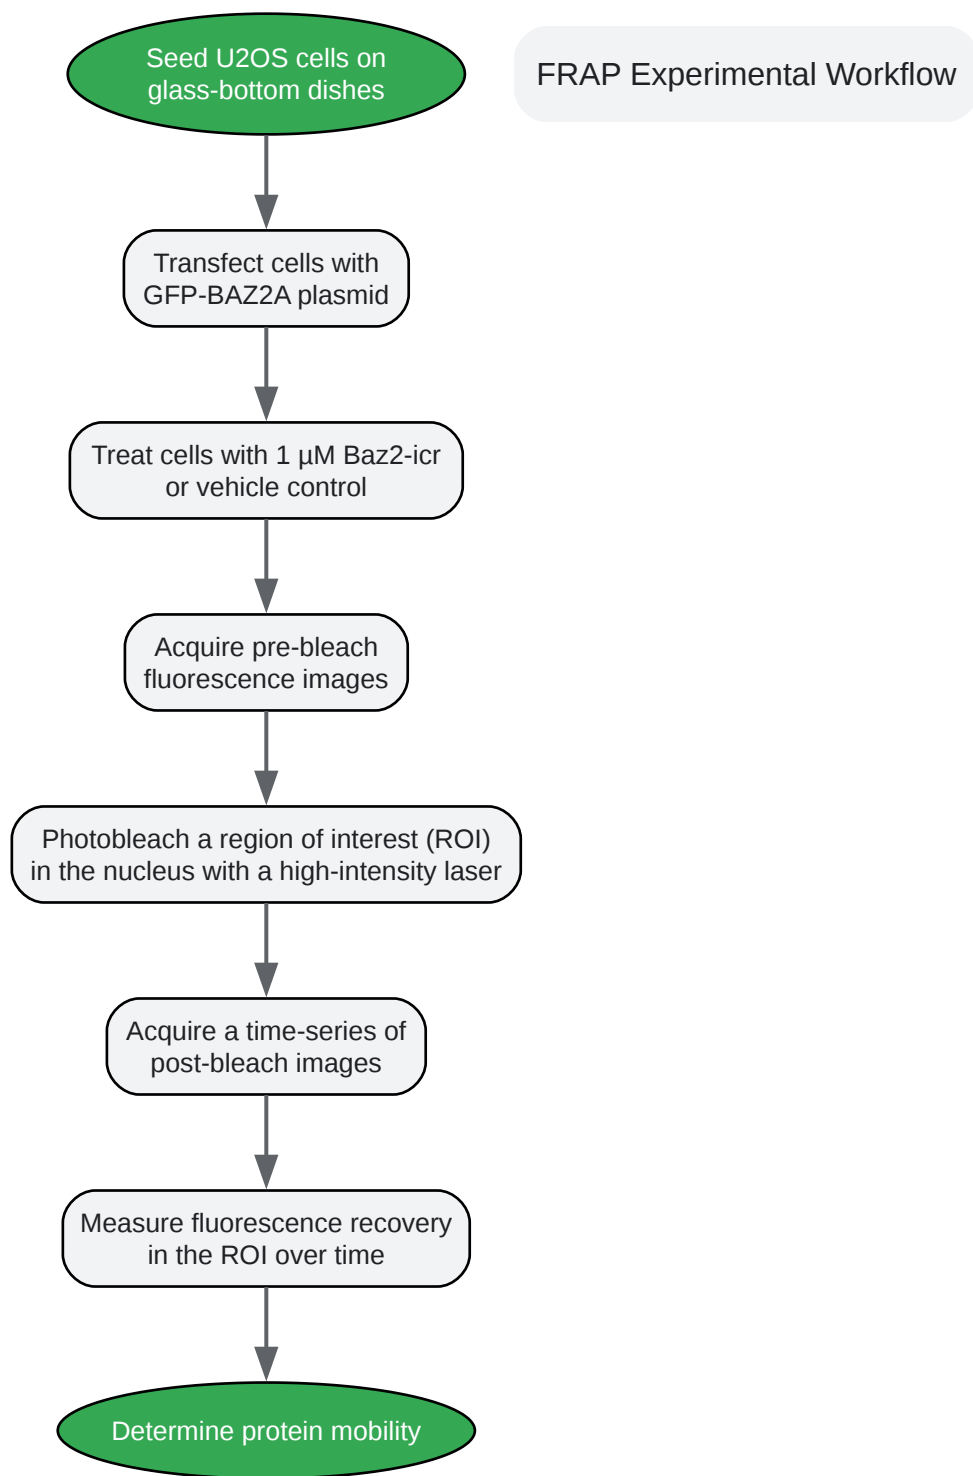 Seed U2OS cells on
glass-bottom dishes
FRAP Experimental Workflow
Transfect cells with
GFP-BAZ2A plasmid
Treat cells with 1 µM Baz2-icr
or vehicle control
Acquire pre-bleach
fluorescence images
Photobleach a region of interest (ROI)
in the nucleus with a high-intensity laser
Acquire a time-series of
post-bleach images
Measure fluorescence recovery
in the ROI over time
Determine protein mobility